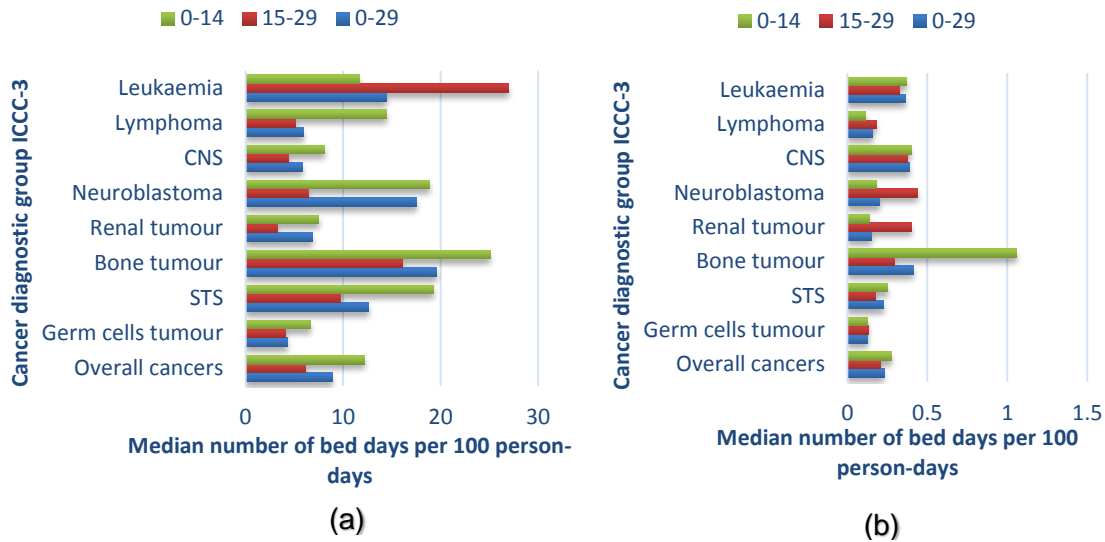 0-14 15-29 0-29
Cancer diagnostic group ICCC-3
Leukaemia
Lymphoma
CNS
Neuroblastoma
Renal tumour
Bone tumour
STS
Germ cells tumour
Overall cancers
0 10 20 30
Median number of bed days per 100 person-
days
(a)
0-14 15-29 0-29
Cancer diagnostic group ICCC-3
Leukaemia
Lymphoma
CNS
Neuroblastoma
Renal tumour
Bone tumour
STS
Germ cells tumour
Overall cancers
0 0.5 1 1.5
Median number of bed days per 100
person-days
(b)